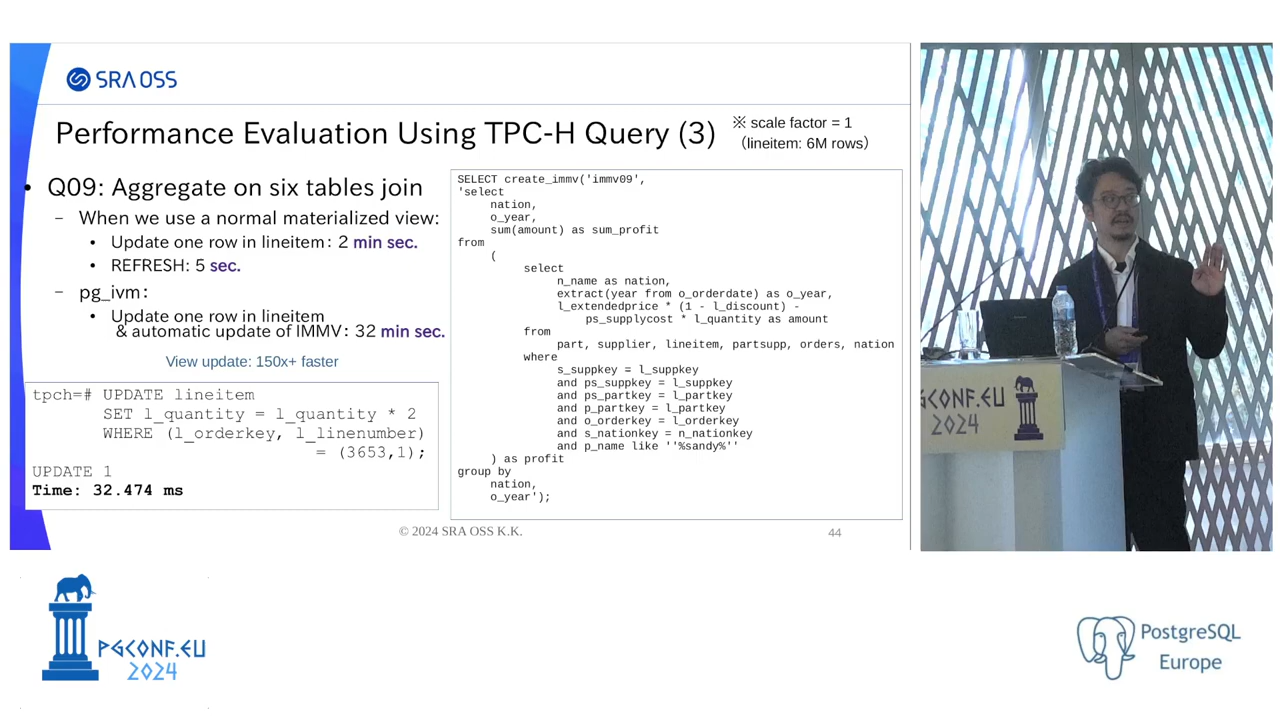 SRA OSS
Performance Evaluation Using TPC-H Query (3)
※ scale factor = 1
（lineitem: 6M rows）
• Q09: Aggregate on six tables join
– When we use a normal materialized view:
• Update one row in lineitem: 2 min sec.
• REFRESH: 5 sec.
– pg_ivm:
• Update one row in lineitem
& automatic update of IMMV: 32 min sec.
View update: 150x+ faster
tpch=# UPDATE lineitem
SET l_quantity = l_quantity * 2
WHERE (l_orderkey, l_linenumber)
= (3653,1);
UPDATE 1
Time: 32.474 ms
SELECT create_immv('immv09',
'select
nation,
o_year,
sum(amount) as sum_profit
from
(
select
n_name as nation,
extract(year from o_orderdate) as o_year,
l_extendedprice * (1 - l_discount) -
ps_supplycost * l_quantity as amount
from
part, supplier, lineitem, partsupp, orders, nation
where
s_suppkey = l_suppkey
and ps_suppkey = l_suppkey
and ps_partkey = l_partkey
and p_partkey = l_partkey
and o_orderkey = l_orderkey
and s_nationkey = n_nationkey
and p_name like ''%sandy%''
) as profit
group by
nation,
o_year');
© 2024 SRA OSS K.K.
44
GCONF.EU
2024
PGCONF.EU
2024
PostgreSQL
Europe